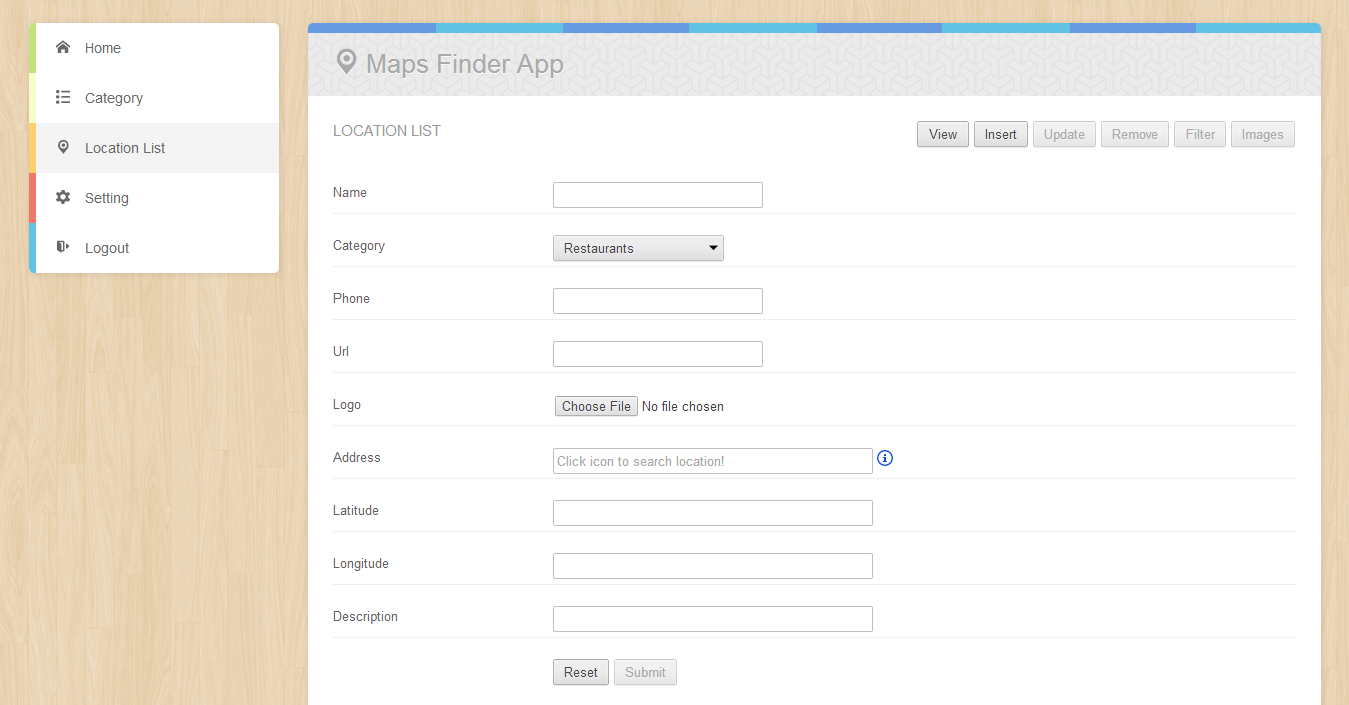 Home
Category
Location List
Setting
Logout
Maps Finder App
LOCATION LIST
View Insert Update Remove Filter Images
Name
Category Restaurants
Phone
Url
Logo Choose File No file chosen
Address Click icon to search location!
Latitude
Longitude
Description
Reset Submit